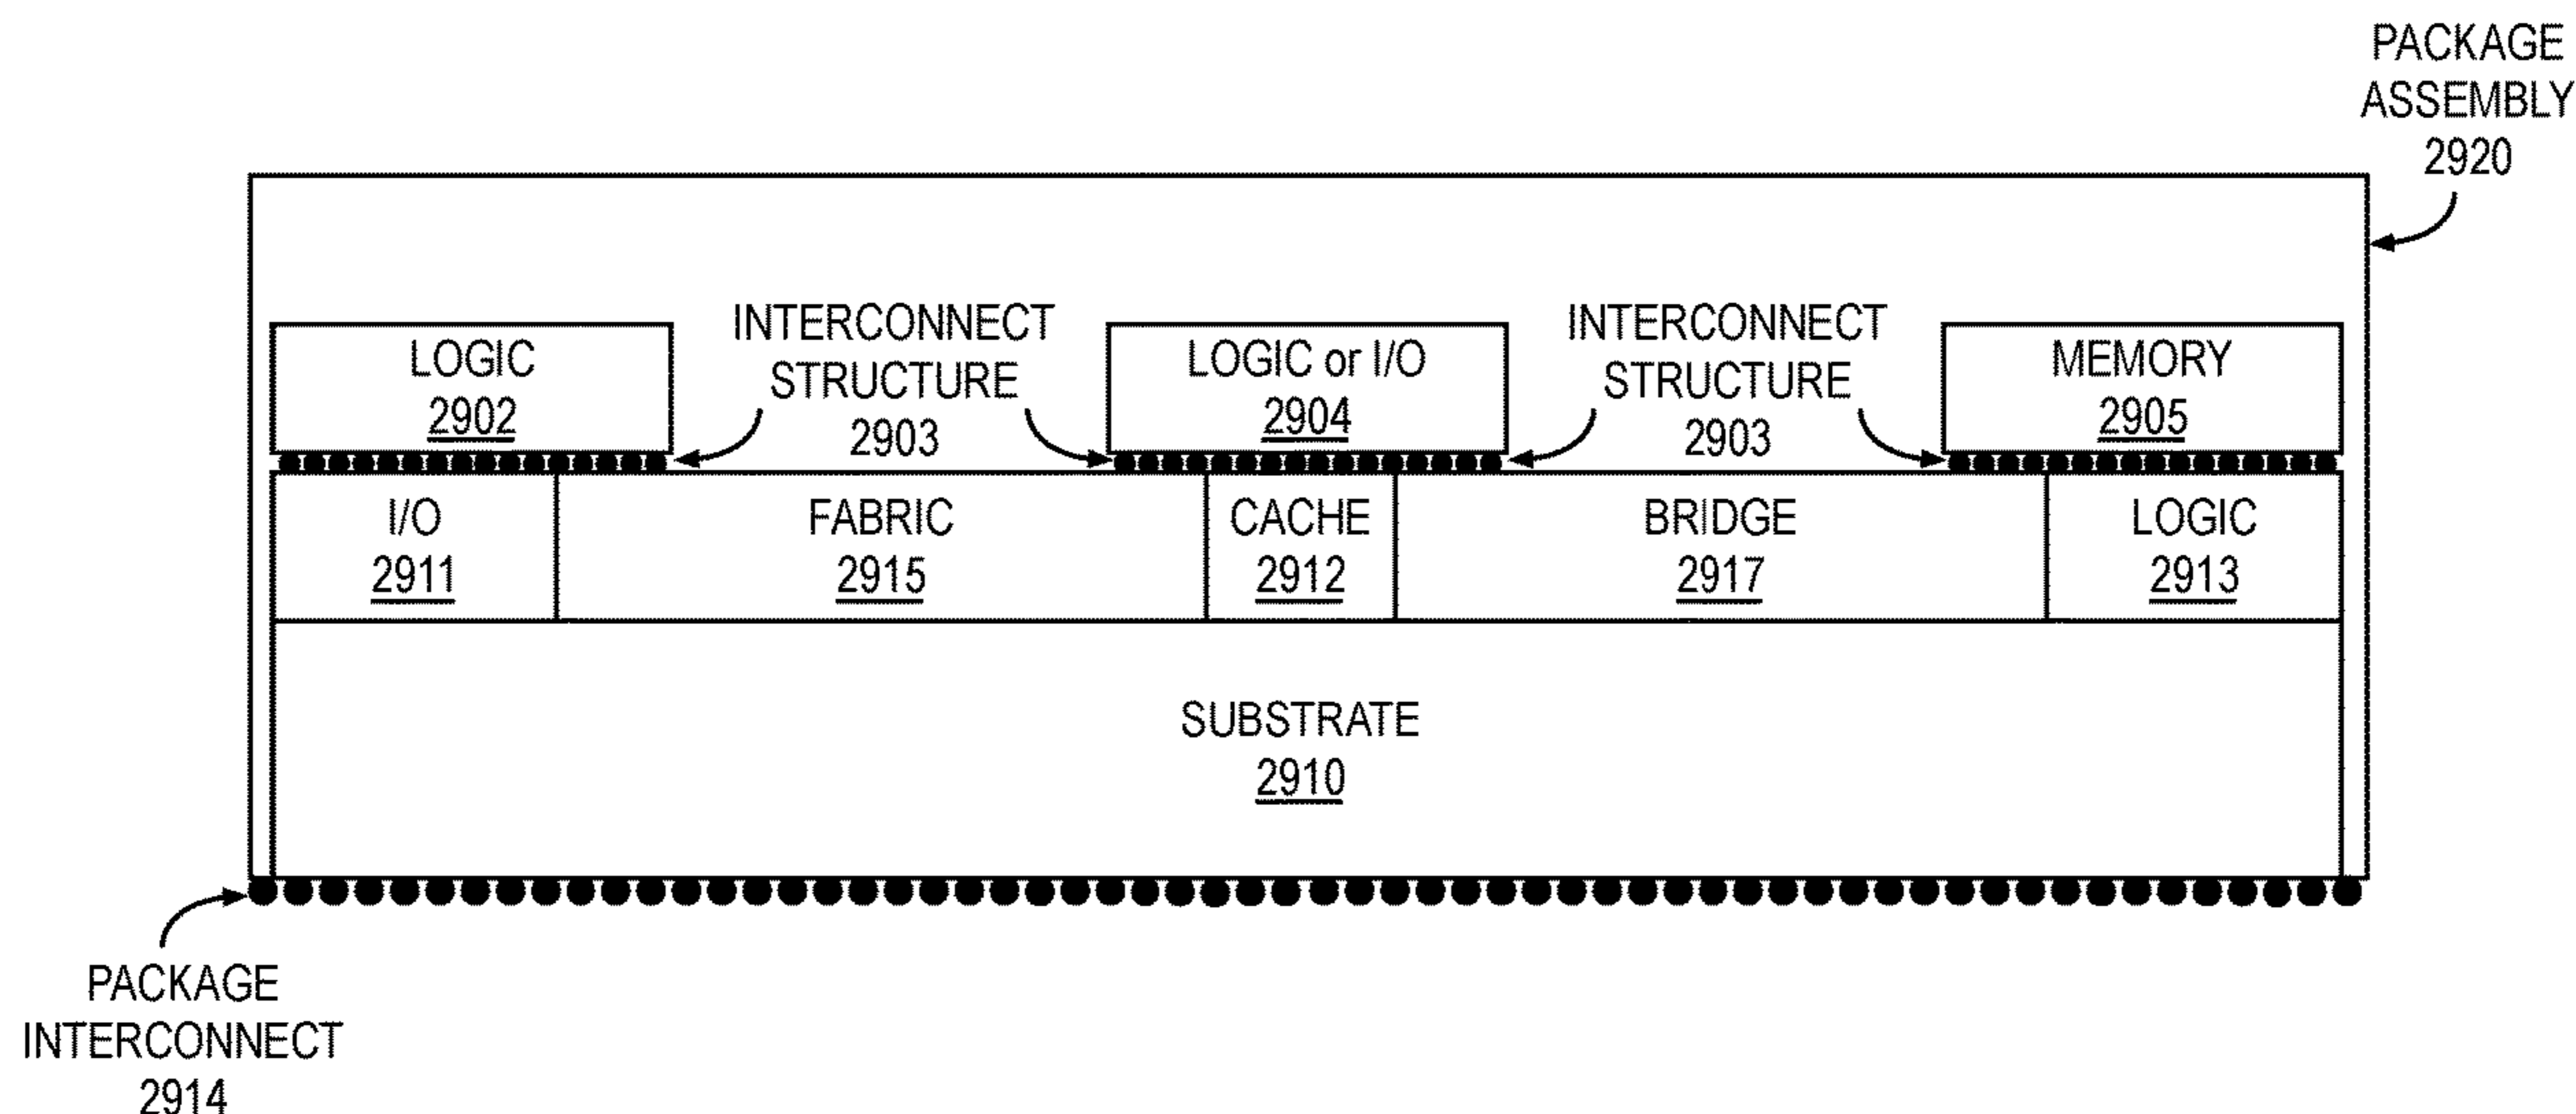 PACKAGE
ASSEMBLY
2920
INTERCONNECT
STRUCTURE
2903
INTERCONNECT
STRUCTURE
2903
LOGIC
2902
LOGIC or I/O
2904
MEMORY
2905
I/O
2911
FABRIC
2915
CACHE
2912
BRIDGE
2917
LOGIC
2913
SUBSTRATE
2910
PACKAGE
INTERCONNECT
2914